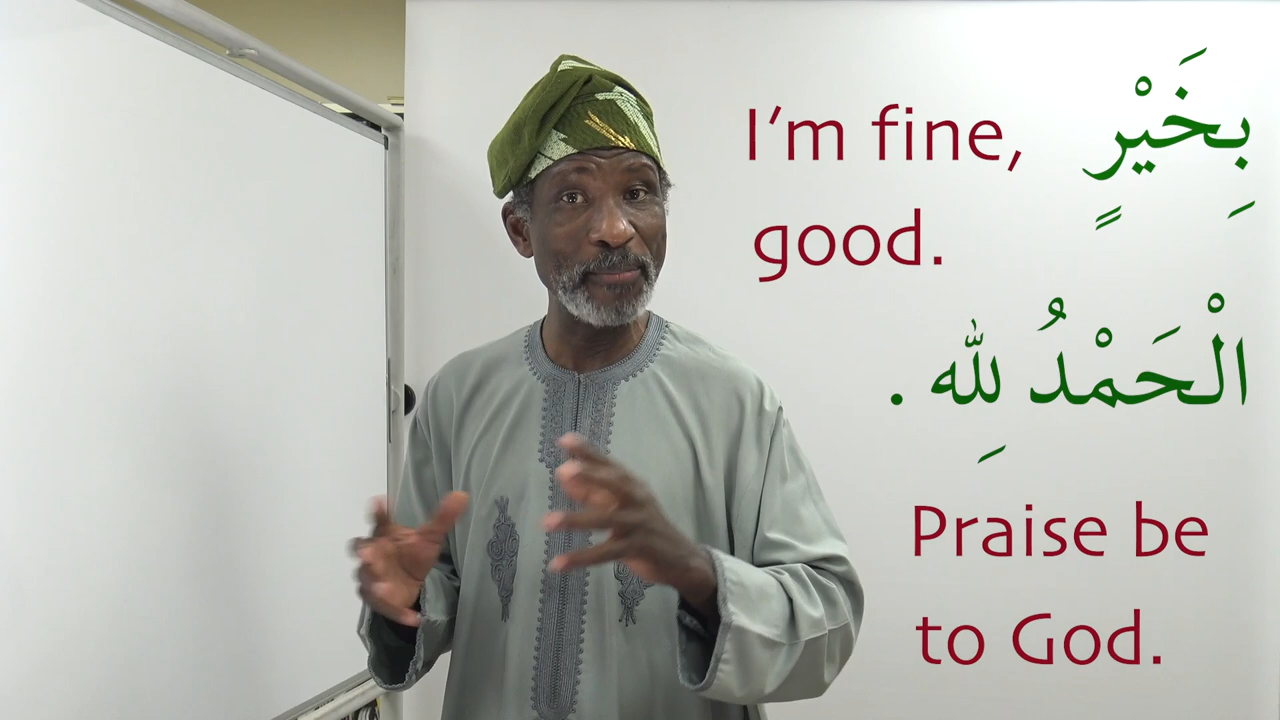 I'm fine, بِخَيْرٍ
good.
الْحَمْدُ لِلّٰه .
Praise be
to God.